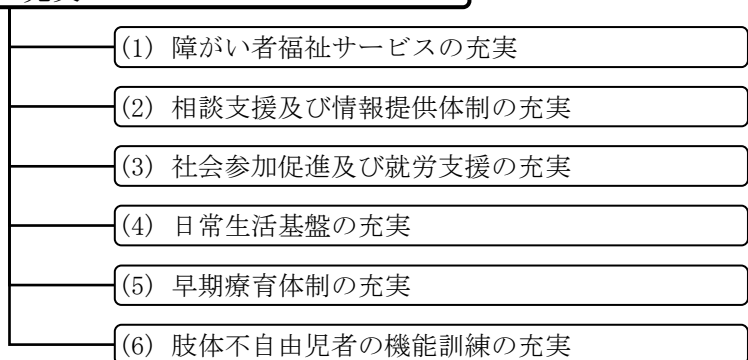 (1) 障がい者福祉サービスの充実
(2) 相談支援及び情報提供体制の充実
(3) 社会参加促進及び就労支援の充実
(4) 日常生活基盤の充実
(5) 早期療育体制の充実
(6) 肢体不自由児者の機能訓練の充実